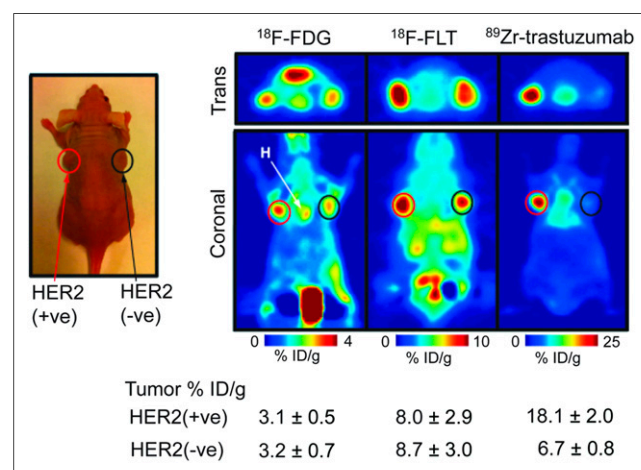 ¹⁸F-FDG ¹⁸F-FLT ⁸⁹Zr-trastuzumab
Trans
H
Coronal
HER2 (+ve)
HER2 (-ve)
0 4 0 10 0 25
% ID/g % ID/g % ID/g
Tumor % ID/g
HER2(+ve) 3.1 ± 0.5 8.0 ± 2.9 18.1 ± 2.0
HER2(-ve) 3.2 ± 0.7 8.7 ± 3.0 6.7 ± 0.8